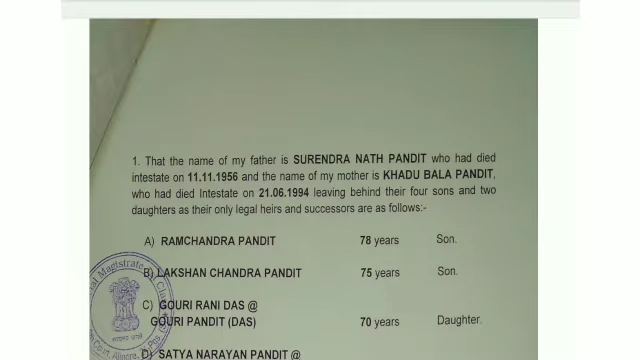 1. That the name of my father is SURENDRA NATH PANDIT who had died
intestate on 11.11.1956 and the name of my mother is KHADU BALA PANDIT,
who had died Intestate on 21.06.1994 leaving behind their four sons and two
daughters as their only legal heirs and successors are as follows:-
A) RAMCHANDRA PANDIT 78 years Son.
B) LAKSHAN CHANDRA PANDIT 75 years Son.
C) GOURI RANI DAS @
GOURI PANDIT (DAS) 70 years Daughter.
D) SATYA NARAYAN PANDIT @
Magistrate
Court, Alipore,